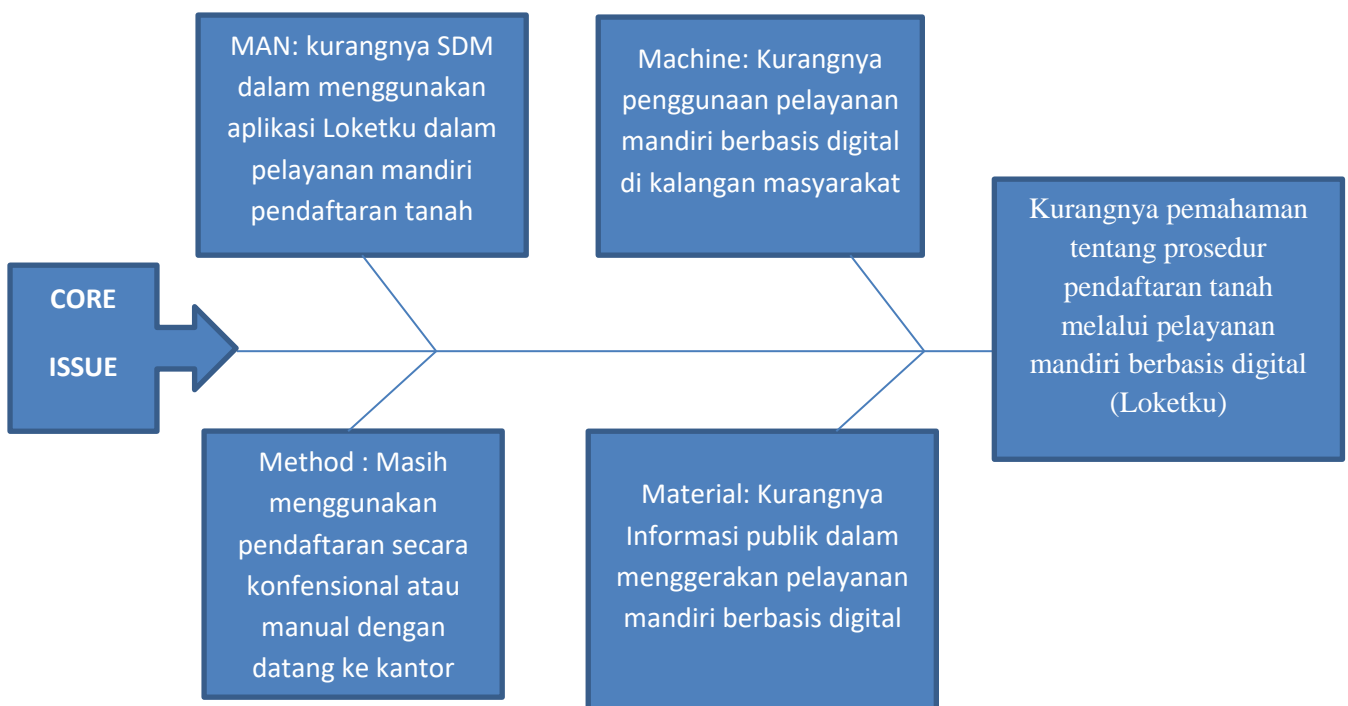 MAN: kurangnya SDM
dalam menggunakan
aplikasi Loketku dalam
pelayanan mandiri
pendaftaran tanah
Machine: Kurangnya
penggunaan pelayanan
mandiri berbasis digital
di kalangan masyarakat
CORE
ISSUE
Kurangnya pemahaman
tentang prosedur
pendaftaran tanah
melalui pelayanan
mandiri berbasis digital
(Loketku)
Method : Masih
menggunakan
pendaftaran secara
konfensional atau
manual dengan
datang ke kantor
Material: Kurangnya
Informasi publik dalam
menggerakan pelayanan
mandiri berbasis digital